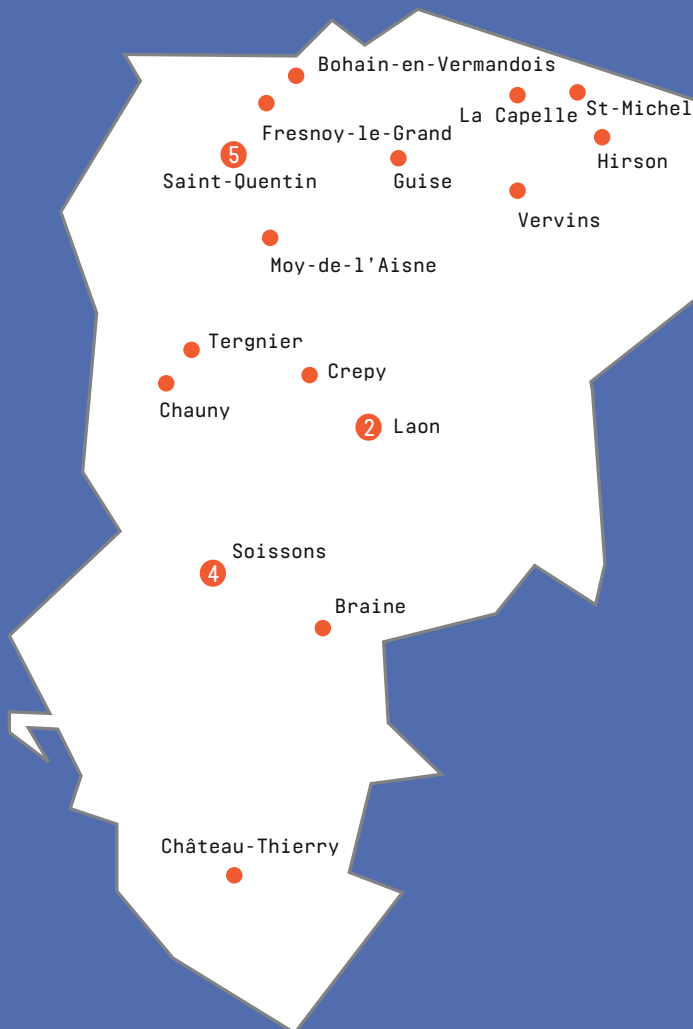 Bohain-en-Vermandois
La Capelle
St-Michel
Fresnoy-le-Grand
5
Hirson
Saint-Quentin
Guise
Vervins
Moy-de-l'Aisne
Tergnier
Crepy
Chauny
2 Laon
Soissons
4
Braine
Château-Thierry